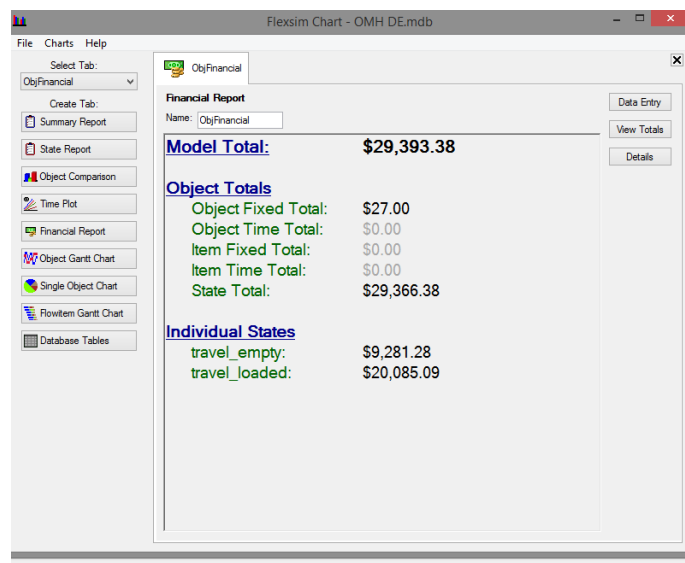 Flexsim Chart - OMH DE.mdb
File Charts Help
Select Tab:
ObjFinancial
Create Tab:
Summary Report
State Report
Object Comparison
Time Plot
Financial Report
Object Gantt Chart
Single Object Chart
Flowitem Gantt Chart
Database Tables
ObjFinancial
Financial Report
Name: ObjFinancial
Model Total: $29,393.38
Object Totals
Object Fixed Total: $27.00
Object Time Total: $0.00
Item Fixed Total: $0.00
Item Time Total: $0.00
State Total: $29,366.38
Individual States
travel_empty: $9,281.28
travel_loaded: $20,085.09
Data Entry
View Totals
Details